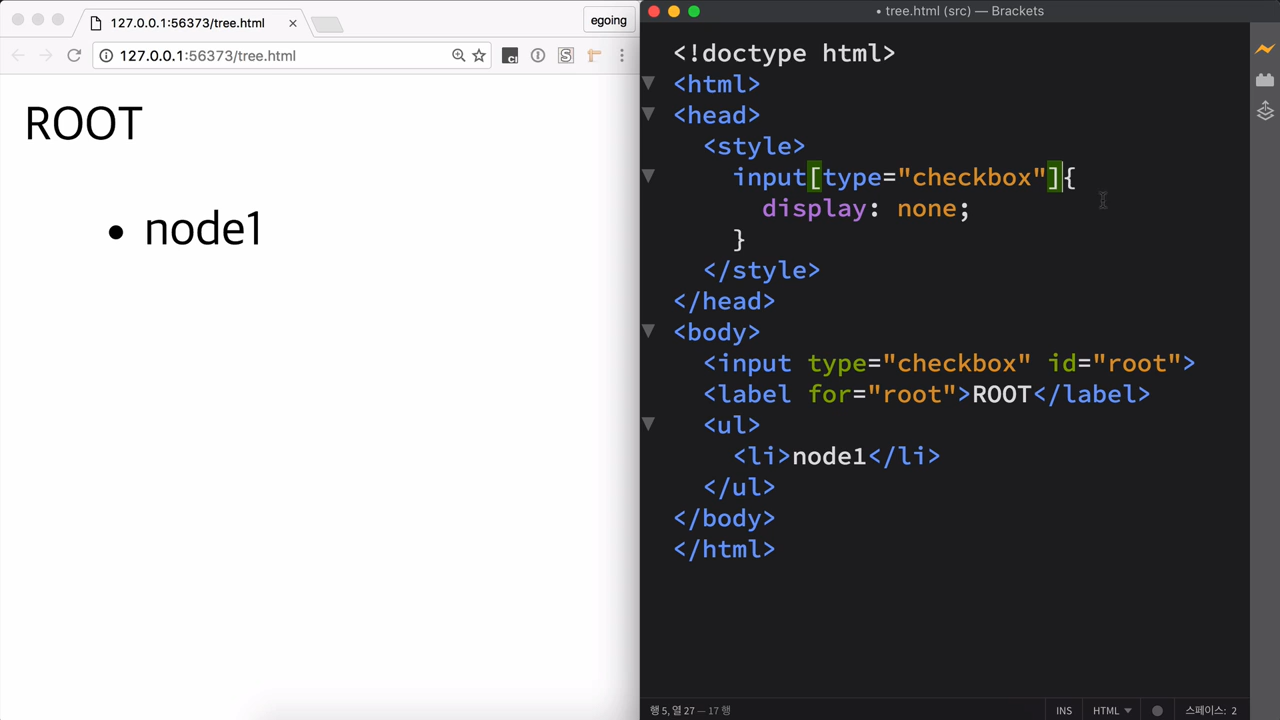 127.0.0.1:56373/tree.html
egoing
127.0.0.1:56373/tree.html
ROOT
node1
• tree.html (src) — Brackets
<!doctype html>
<html>
<head>
<style>
input[type="checkbox"]{
display: none;
}
</style>
</head>
<body>
<input type="checkbox" id="root">
<label for="root">ROOT</label>
<ul>
<li>node1</li>
</ul>
</body>
</html>
행 5, 열 27 — 17 행
INS
HTML
스페이스: 2